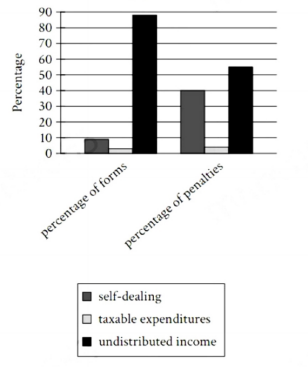 Percentage
90
80
70
60
50
40
30
20
10
0
percentage of forms
percentage of penalties
self-dealing
taxable expenditures
undistributed income